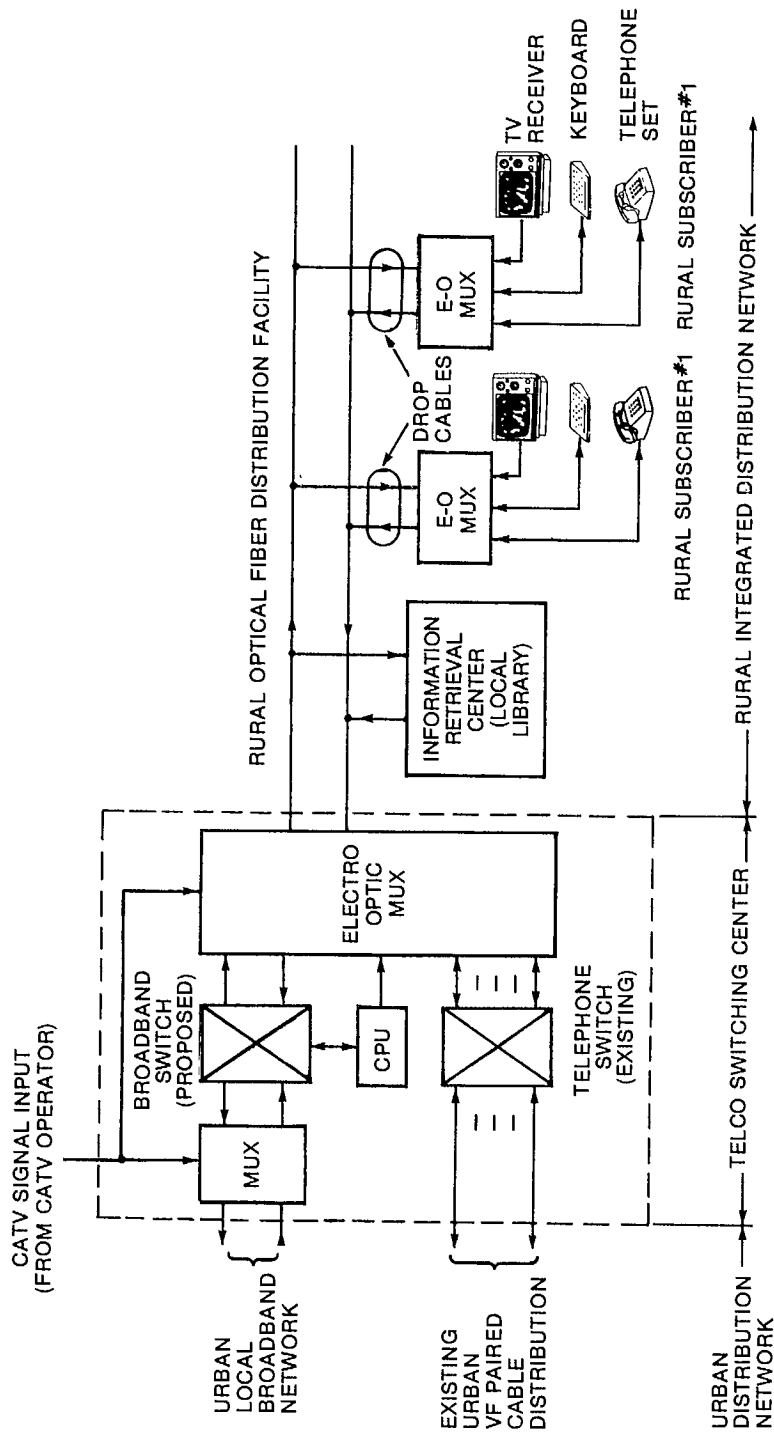 CATV SIGNAL INPUT
(FROM CATV OPERATOR)
URBAN
LOCAL
BROADBAND
NETWORK
MUX
BROADBAND
SWITCH
(PROPOSED)
CPU
ELECTRO
OPTIC
MUX
EXISTING
URBAN
VF PAIRED
CABLE
DISTRIBUTION
TELEPHONE
SWITCH
(EXISTING)
RURAL OPTICAL FIBER DISTRIBUTION FACILITY
INFORMATION
RETRIEVAL
CENTER
(LOCAL
LIBRARY)
DROP
CABLES
E-O
MUX
E-O
MUX
TV
RECEIVER
KEYBOARD
TELEPHONE
SET
RURAL SUBSCRIBER#1
RURAL SUBSCRIBER#1
URBAN
DISTRIBUTION
NETWORK
TELCO SWITCHING CENTER
RURAL INTEGRATED DISTRIBUTION NETWORK